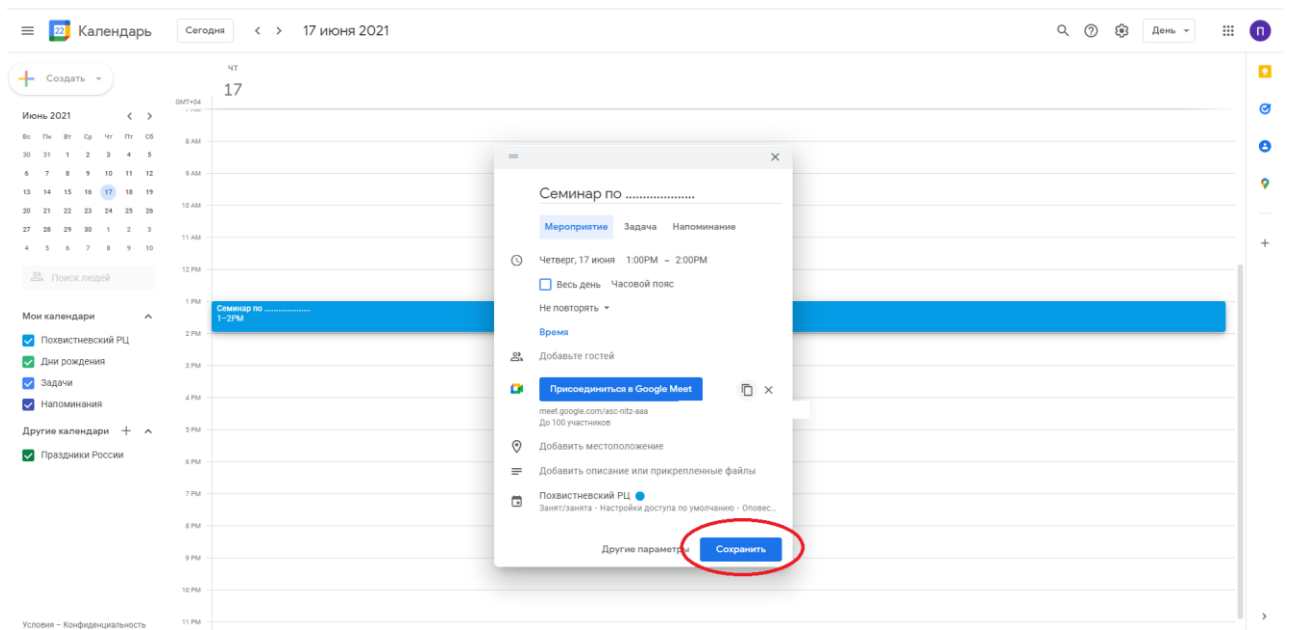 22 Календарь Сегодня 17 июня 2021 День П
Создать
Июнь 2021
Вс Пн Вт Ср Чт Пт Сб
30 31 1 2 3 4 5
6 7 8 9 10 11 12
13 14 15 16 17 18 19
20 21 22 23 24 25 26
27 28 29 30 1 2 3
4 5 6 7 8 9 10
Поиск людей
Мои календари
Похвистневский РЦ
Дни рождения
Задачи
Напоминания
Другие календари
Праздники России
Условия – Конфиденциальность
ЧТ
17
GMT+04
8 AM
9 AM
10 AM
11 AM
12 PM
1 PM
2 PM
3 PM
4 PM
5 PM
6 PM
7 PM
8 PM
9 PM
10 PM
11 PM
Семинар по ....................
1–2PM
Семинар по ....................
Мероприятие Задача Напоминание
Четверг, 17 июня 1:00PM – 2:00PM
Весь день Часовой пояс
Не повторять
Время
Добавьте гостей
Присоединиться в Google Meet
meet.google.com/asc-nitz-aaa
До 100 участников
Добавить местоположение
Добавить описание или прикрепленные файлы
Похвистневский РЦ
Занят/занята · Настройки доступа по умолчанию · Оповес...
Другие параметры Сохранить